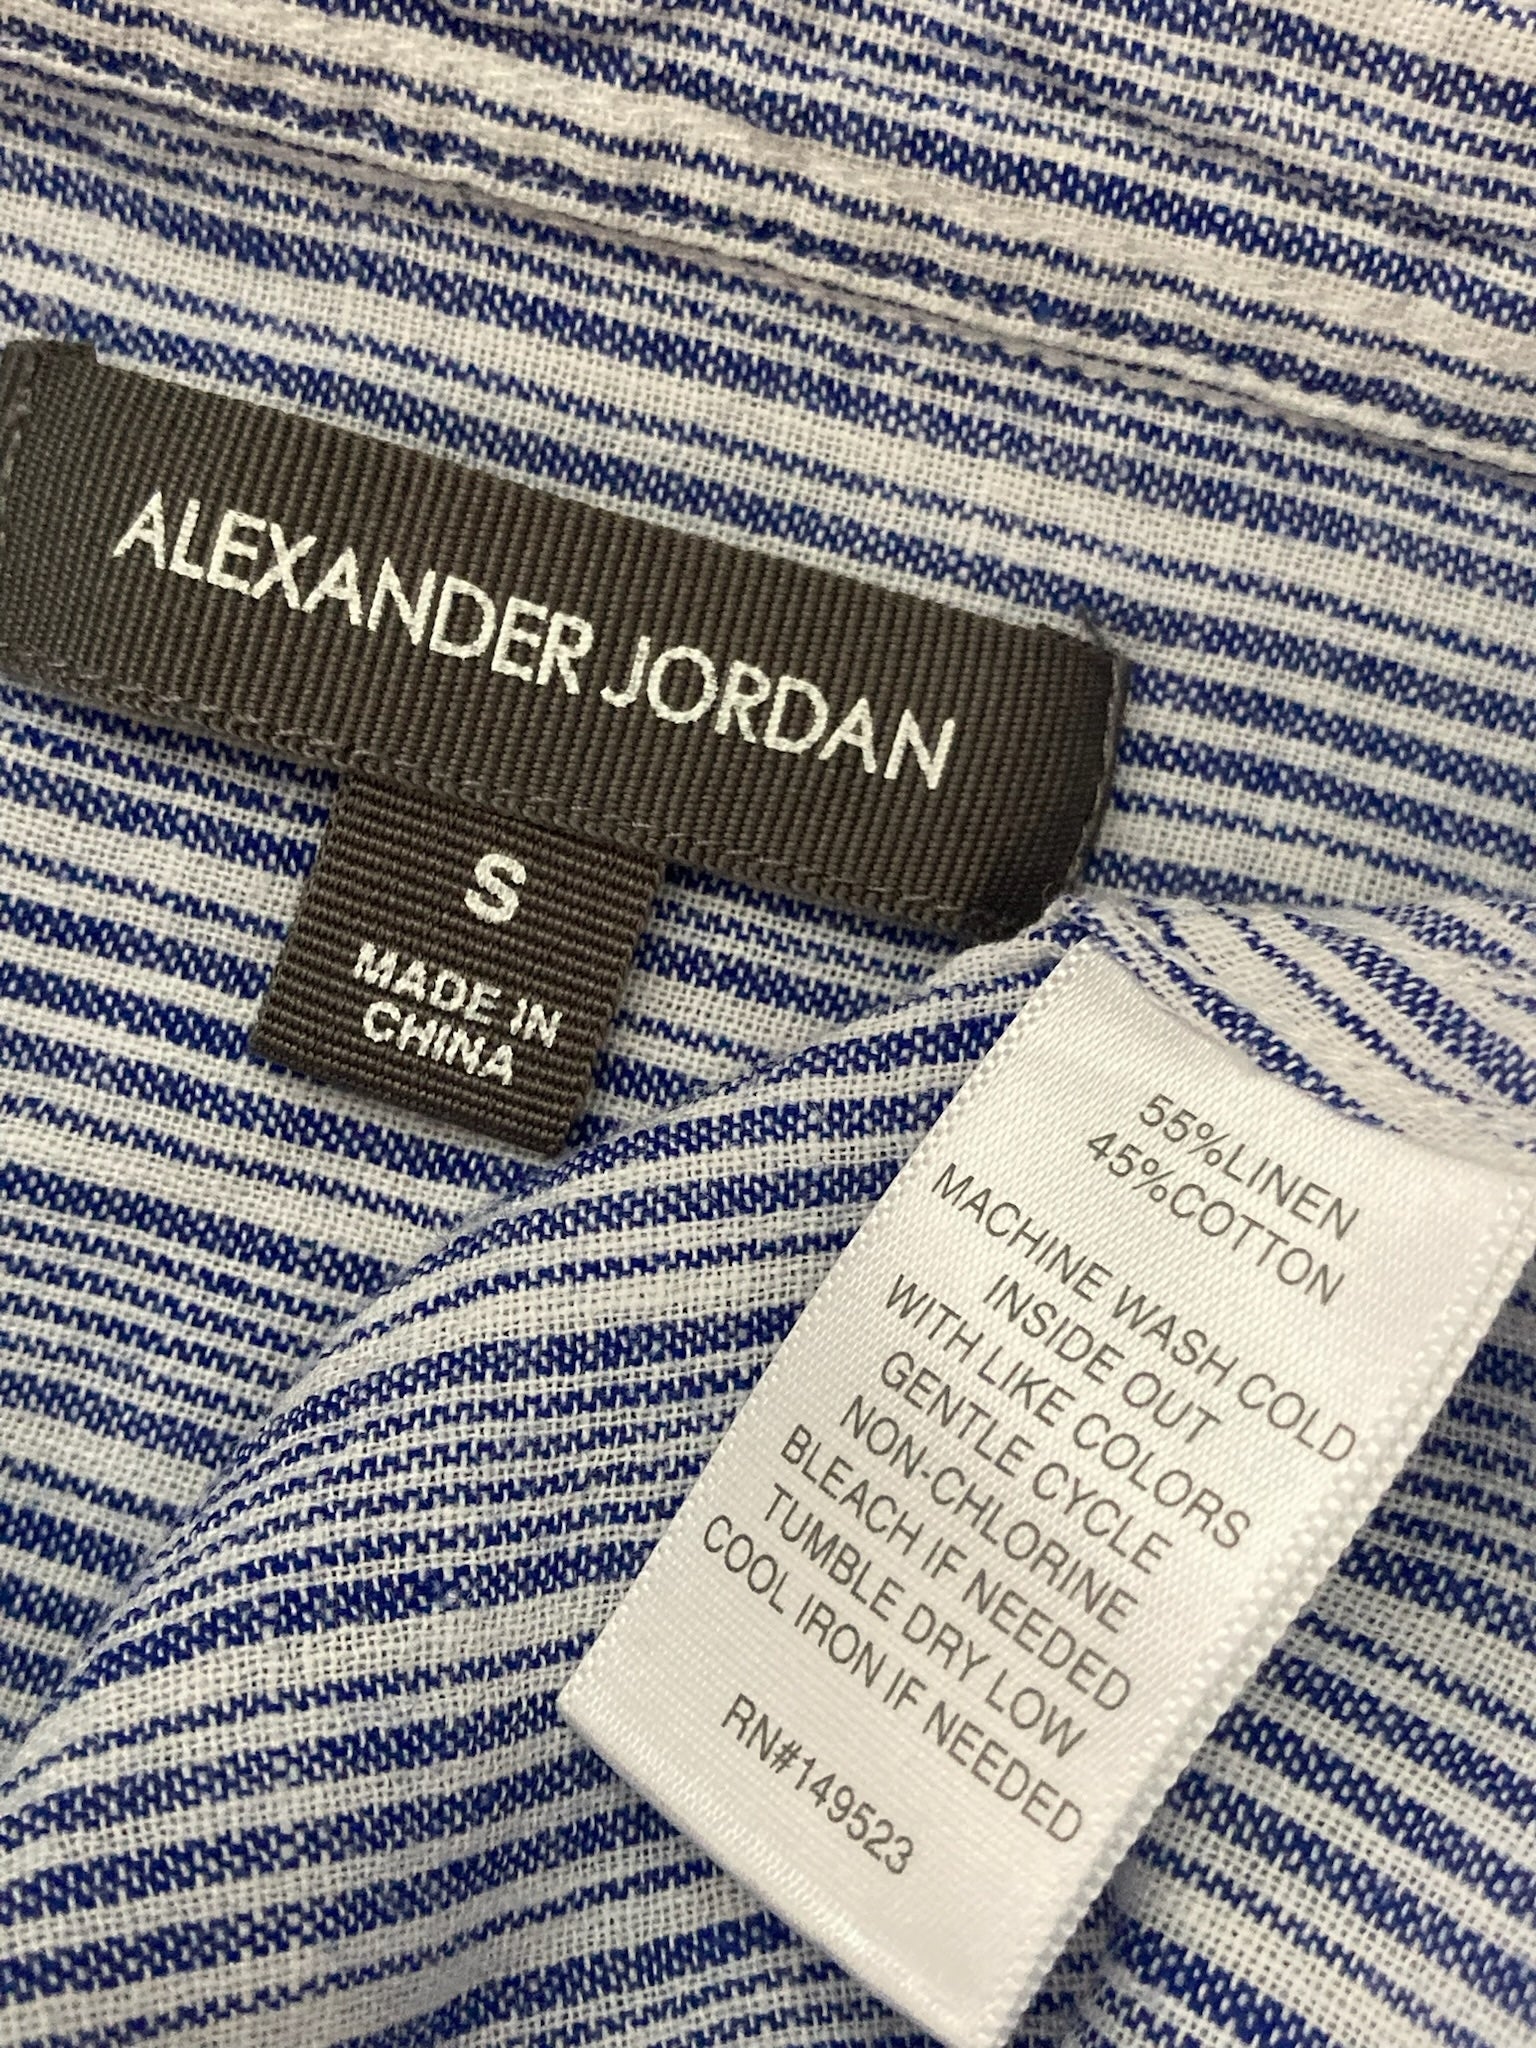 ALEXANDER JORDAN
S
MADE IN
CHINA
55%LINEN
45%COTTON
MACHINE WASH COLD
INSIDE OUT
WITH LIKE COLORS
GENTLE CYCLE
NON-CHLORINE
BLEACH IF NEEDED
TUMBLE DRY LOW
COOL IRON IF NEEDED
RN#149523